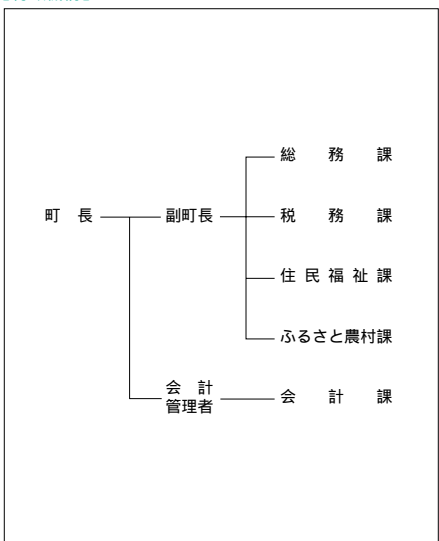 総務課
町長
副町長
税務課
住民福祉課
ふるさと農村課
会計
管理者
会計課